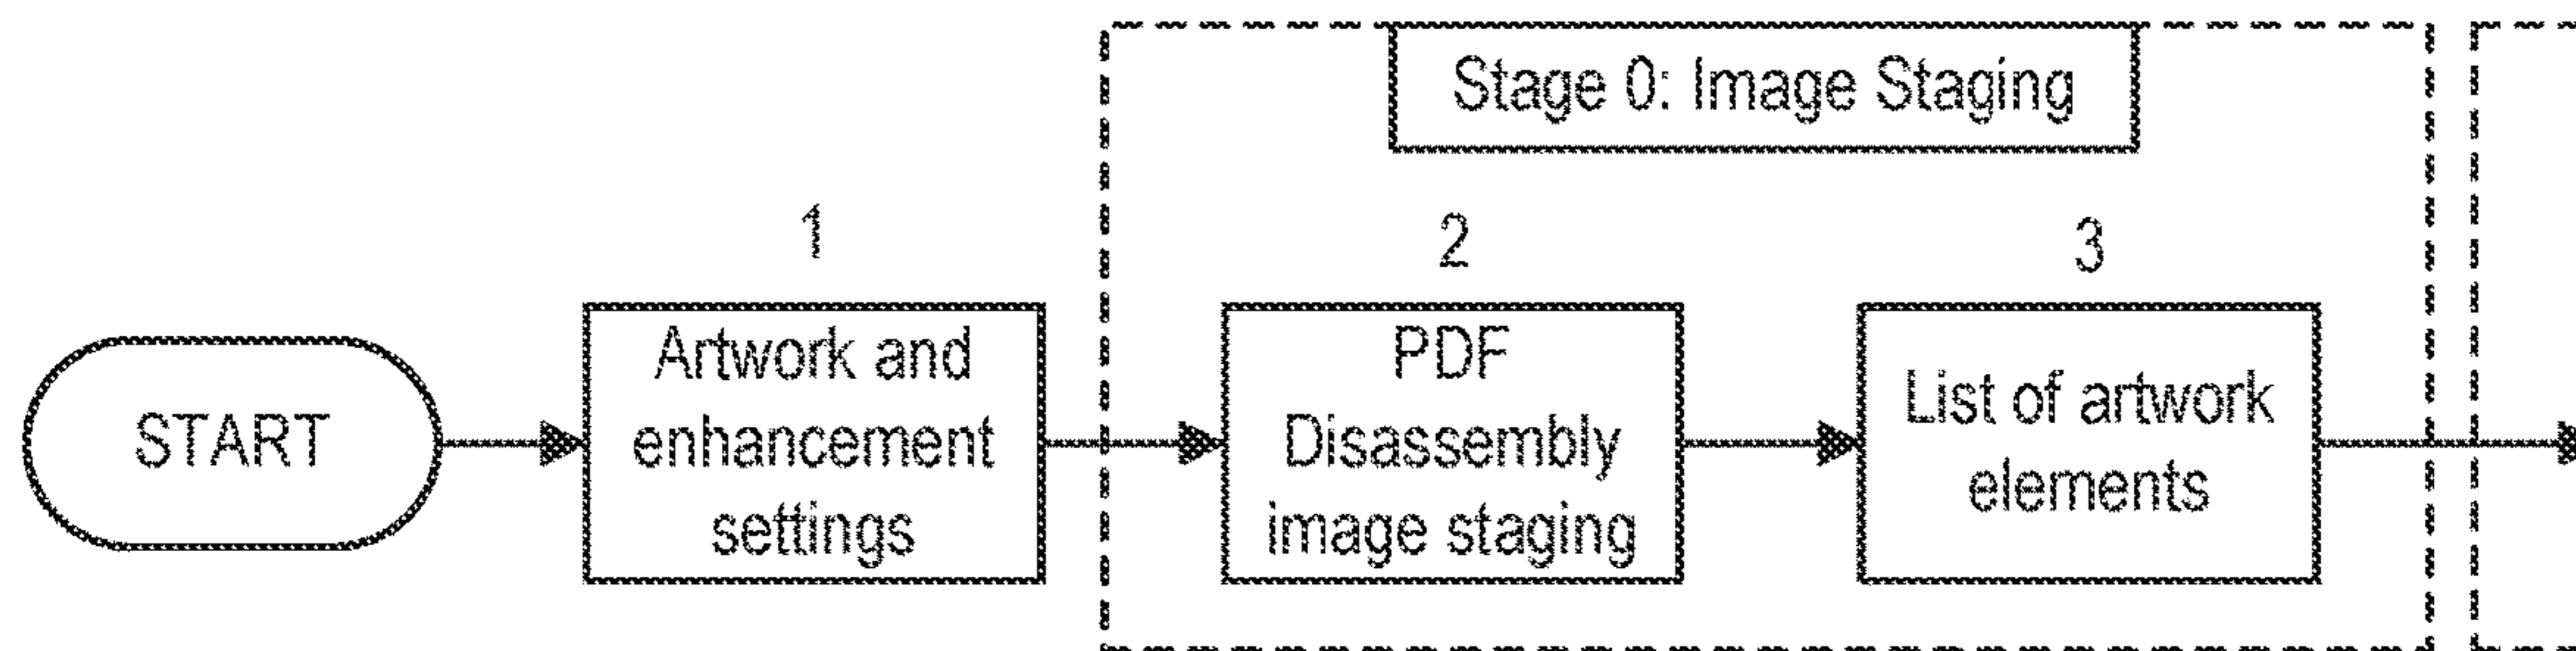 Stage 0: Image Staging
1
2
3
START
Artwork and
enhancement
settings
PDF
Disassembly
image staging
List of artwork
elements